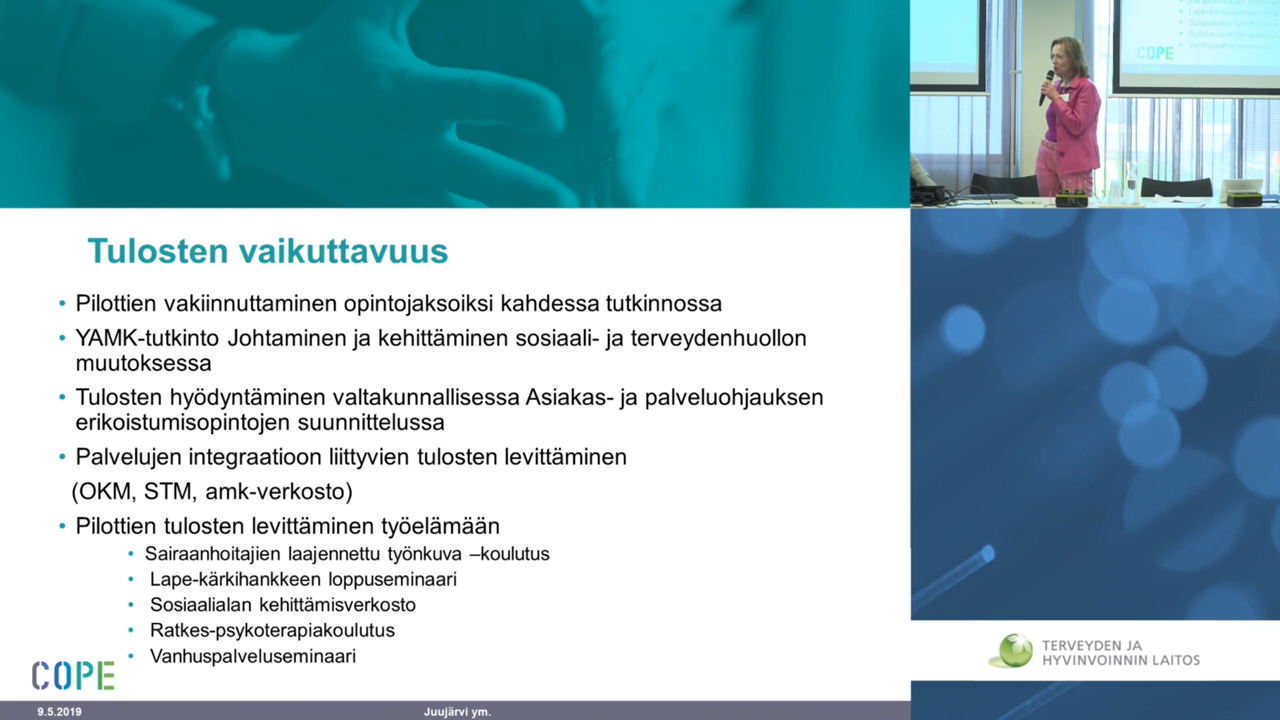 Tulosten vaikuttavuus
• Pilottien vakiinnuttaminen opintojaksoiksi kahdessa tutkinnossa
• YAMK-tutkinto Johtaminen ja kehittäminen sosiaali- ja terveydenhuollon
muutoksessa
• Tulosten hyödyntäminen valtakunnallisessa Asiakas- ja palveluohjauksen
erikoistumisopintojen suunnittelussa
• Palvelujen integraatioon liittyvien tulosten levittäminen
(OKM, STM, amk-verkosto)
• Pilottien tulosten levittäminen työelämään
• Sairaanhoitajien laajennettu työnkuva –koulutus
• Lape-kärkihankkeen loppuseminaari
• Sosiaalialan kehittämisverkosto
• Ratkes-psykoterapiakoulutus
• Vanhuspalveluseminaari
COPE
9.5.2019
Juujärvi ym.
COPE
TERVEYDEN JA
HYVINVOINNIN LAITOS